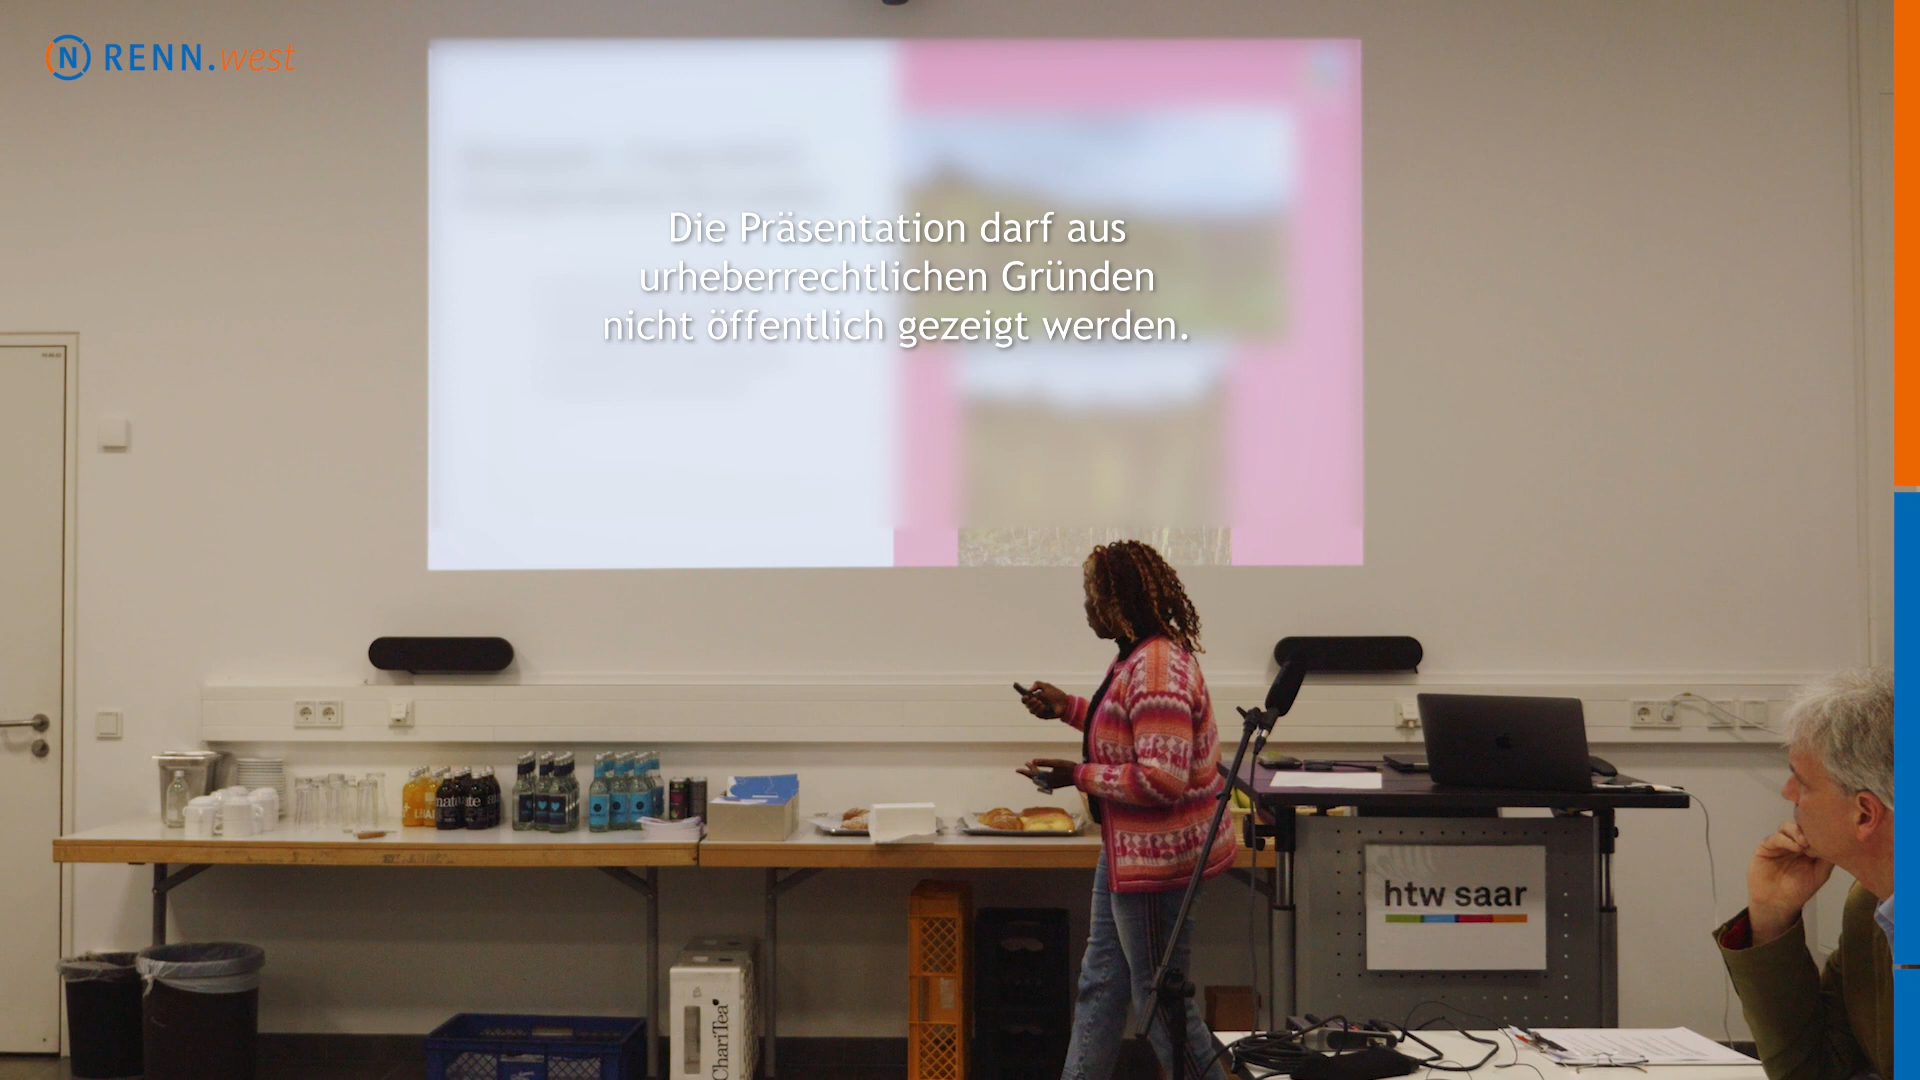 RENN.west
Die Präsentation darf aus
urheberrechtlichen Gründen
nicht öffentlich gezeigt werden.
htw saar
ChariTea